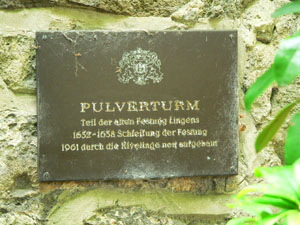 PULVERTURM
Teil der alten Festung Lingens
1632-1638 Schleifung der Festung
1961 durch die Kivelinge neu aufgebaut